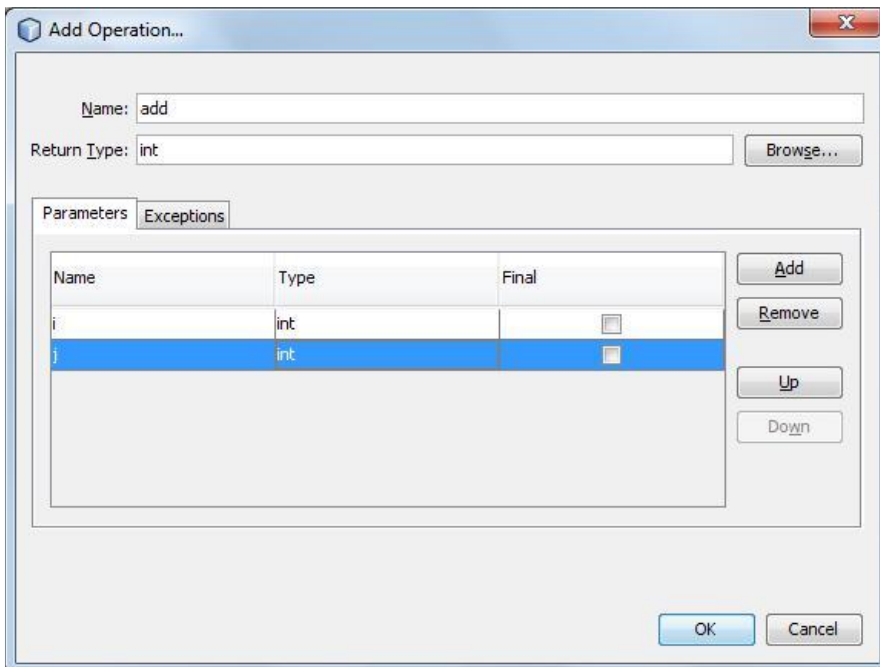 Add Operation...
Name: add
Return Type: int Browse...
Parameters Exceptions
Name Type Final Add
i int Remove
j int
Up
Down
OK Cancel